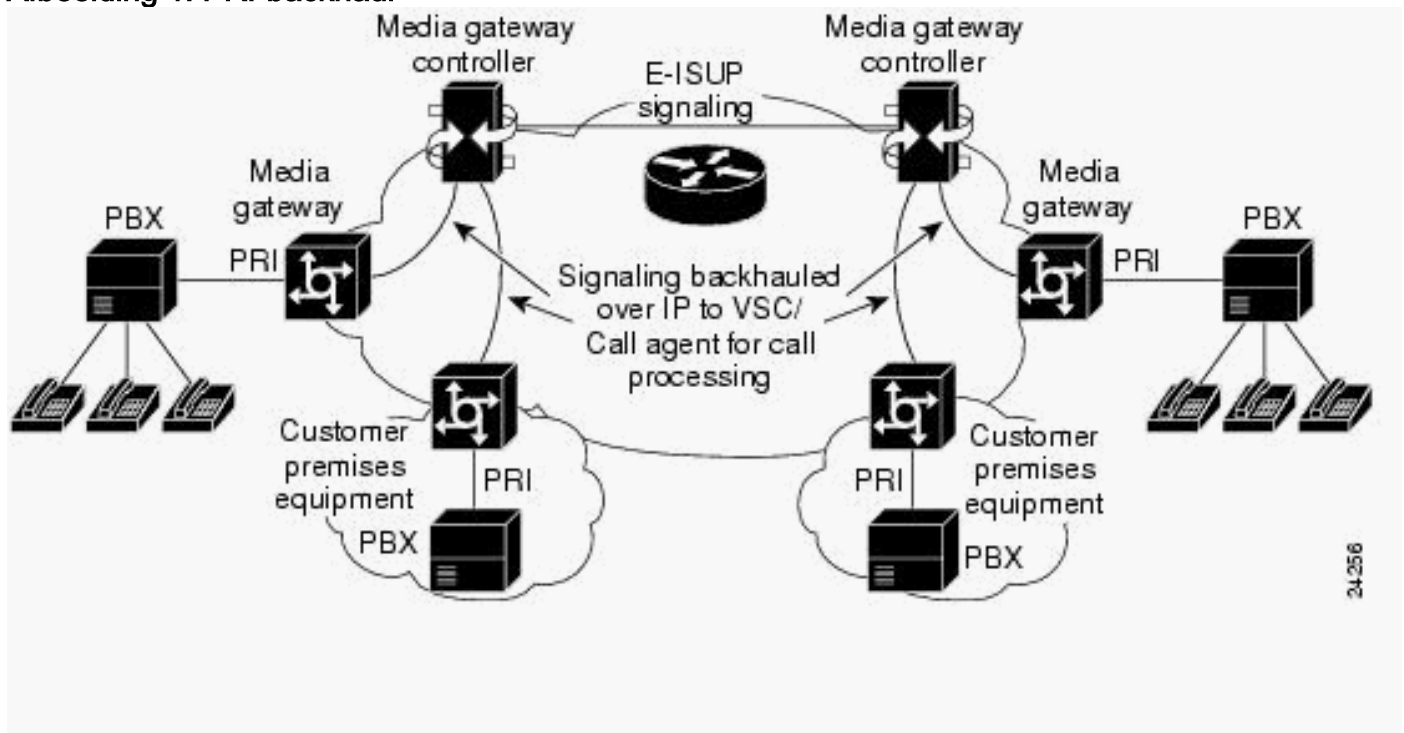 Media gateway
controller
Media gateway
controller
E-ISUP
signaling
Media
gateway
Media
gateway
PBX
PBX
PRI
PRI
Signaling backhauled
over IP to VSC/
Call agent for call
processing
Customer
premises
equipment
Customer
premises
equipment
PRI
PRI
PBX
PBX
24256